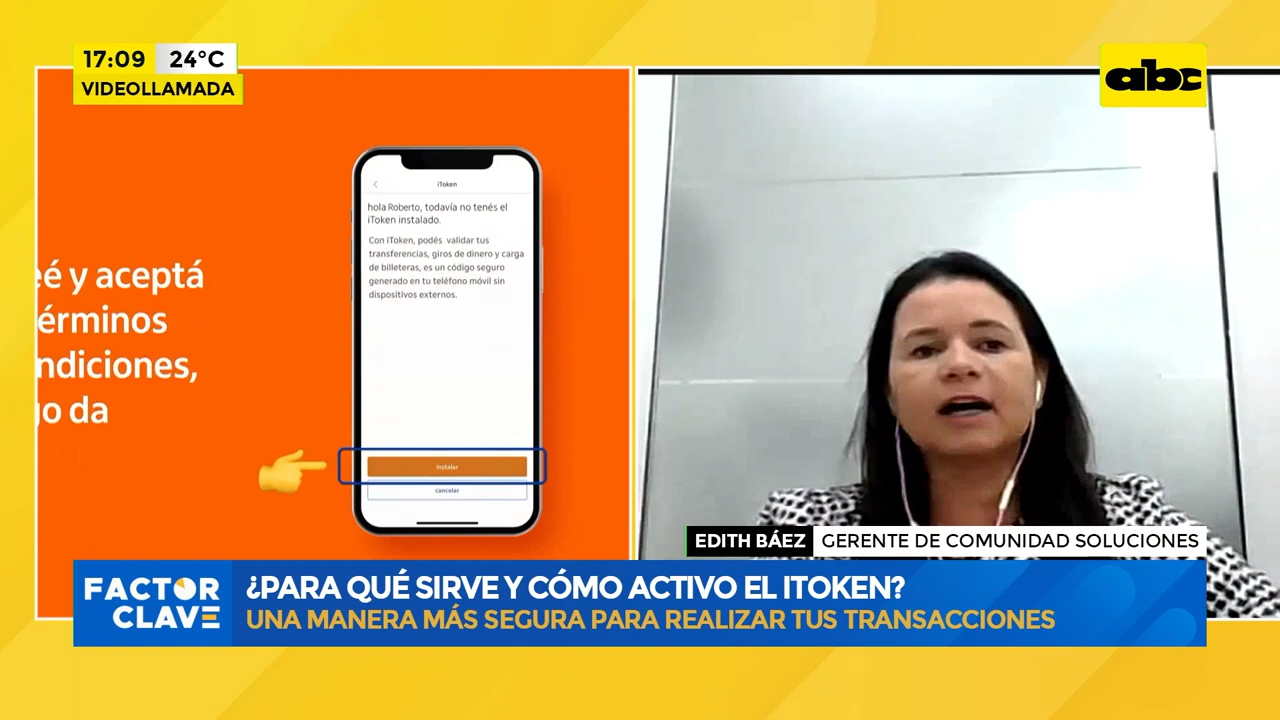 17:09 24°C
VIDEOLLAMADA
abc
eé y aceptá
érminos
ndiciones,
go da
iToken
hola Roberto, todavía no tenés el
iToken instalado.
Con iToken, podés validar tus
transferencias, giros de dinero y carga
de billeteras, es un código seguro
generado en tu teléfono móvil sin
dispositivos externos.
instalar
cancelar
EDITH BÁEZ GERENTE DE COMUNIDAD SOLUCIONES
FACTOR
CLAVE
¿PARA QUÉ SIRVE Y CÓMO ACTIVO EL ITOKEN?
UNA MANERA MÁS SEGURA PARA REALIZAR TUS TRANSACCIONES